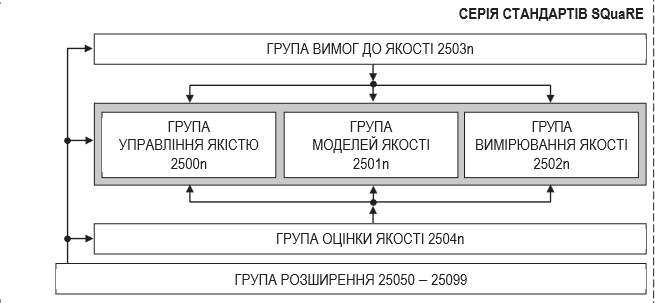 СЕРІЯ СТАНДАРТІВ SQuaRE
ГРУПА ВИМОГ ДО ЯКОСТІ 2503n
ГРУПА
УПРАВЛІННЯ ЯКІСТЮ
2500n
ГРУПА
МОДЕЛЕЙ ЯКОСТІ
2501n
ГРУПА
ВИМІРЮВАННЯ ЯКОСТІ
2502n
ГРУПА ОЦІНКИ ЯКОСТІ 2504n
ГРУПА РОЗШИРЕННЯ 25050 – 25099